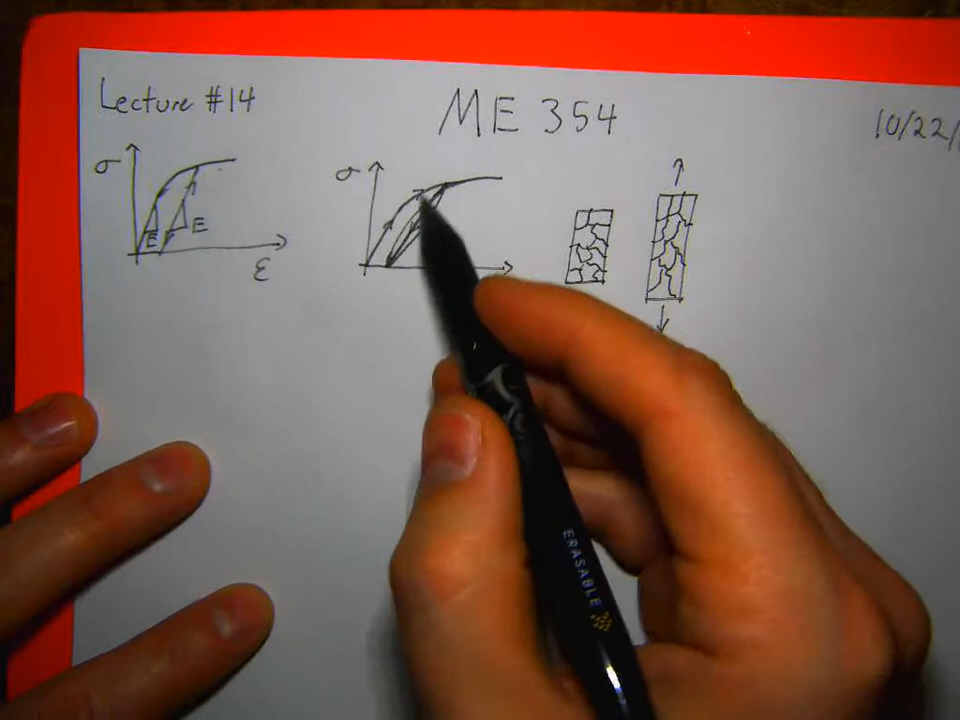 Lecture #14
ME 354
10/22/
σ
E
E
ε
σ
ERASABLE